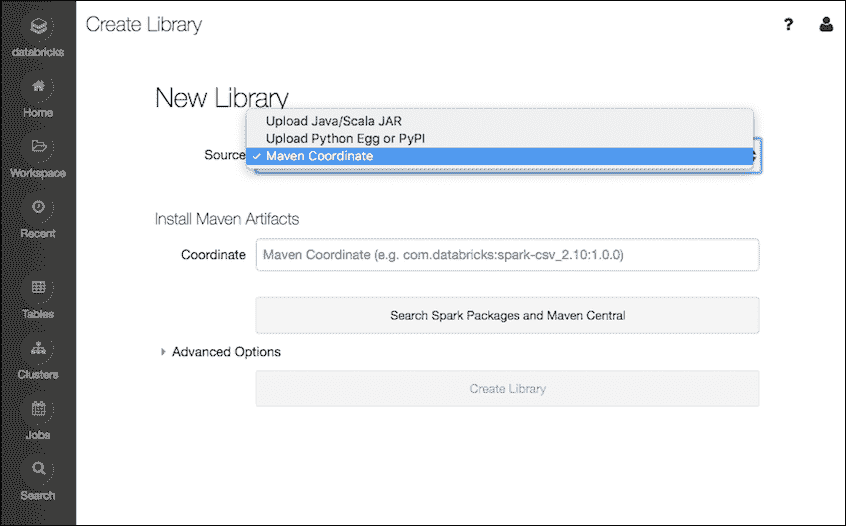 Create Library
?
databricks
Home
Workspace
Recent
Tables
Clusters
Jobs
Search
New Library
Upload Java/Scala JAR
Upload Python Egg or PyPI
Source ✓ Maven Coordinate
Install Maven Artifacts
Coordinate Maven Coordinate (e.g. com.databricks:spark-csv_2.10:1.0.0)
Search Spark Packages and Maven Central
Advanced Options
Create Library